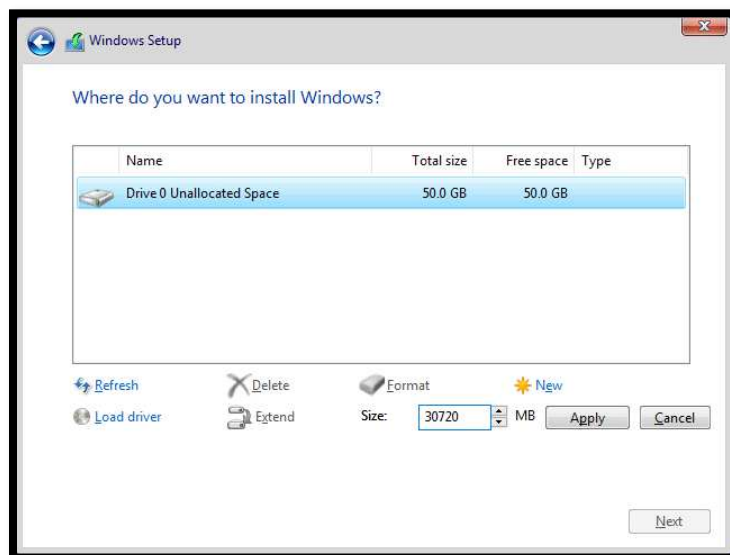 Windows Setup
Where do you want to install Windows?
Name Total size Free space Type
Drive 0 Unallocated Space 50.0 GB 50.0 GB
Refresh Delete Format New
Load driver Extend Size: 30720 MB Apply Cancel
Next